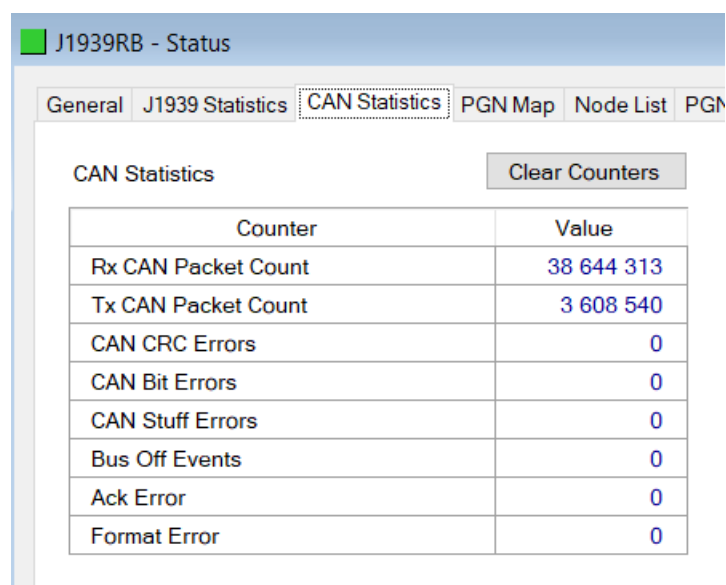 J1939RB - Status
General J1939 Statistics CAN Statistics PGN Map Node List PGN
CAN Statistics Clear Counters
Counter Value
Rx CAN Packet Count 38 644 313
Tx CAN Packet Count 3 608 540
CAN CRC Errors 0
CAN Bit Errors 0
CAN Stuff Errors 0
Bus Off Events 0
Ack Error 0
Format Error 0